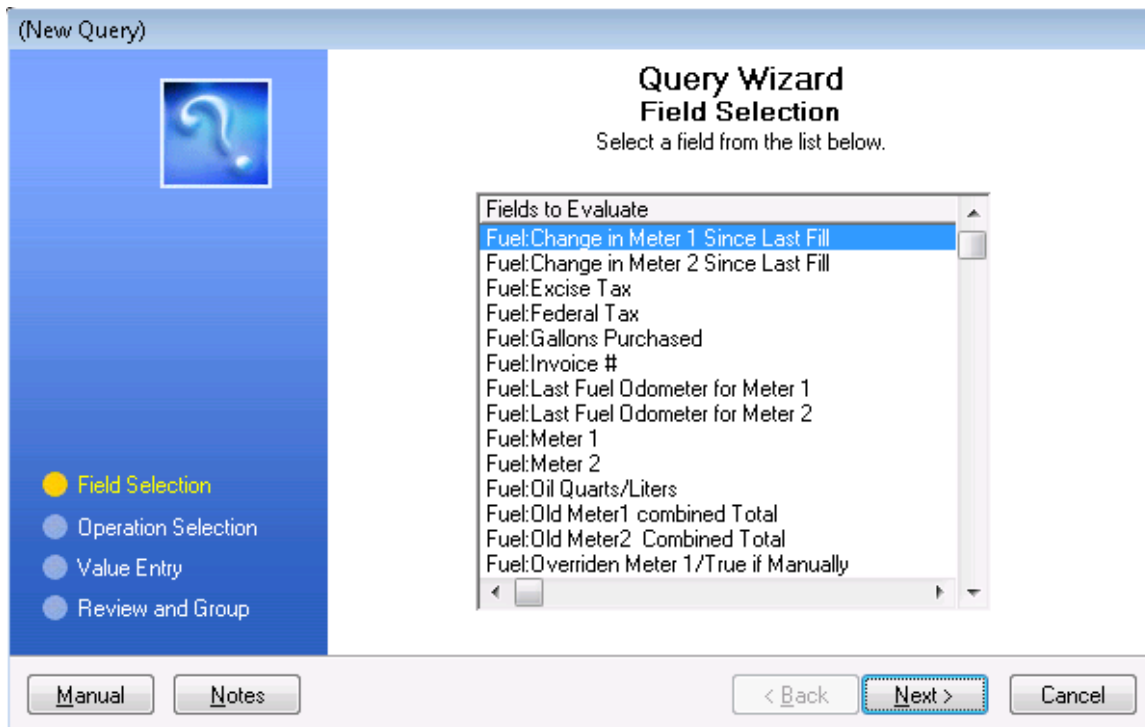 (New Query)
Query Wizard
Field Selection
Select a field from the list below.
Fields to Evaluate
Fuel:Change in Meter 1 Since Last Fill
Fuel:Change in Meter 2 Since Last Fill
Fuel:Excise Tax
Fuel:Federal Tax
Fuel:Gallons Purchased
Fuel:Invoice #
Fuel:Last Fuel Odometer for Meter 1
Fuel:Last Fuel Odometer for Meter 2
Fuel:Meter 1
Fuel:Meter 2
Fuel:Oil Quarts/Liters
Fuel:Old Meter1 combined Total
Fuel:Old Meter2  Combined Total
Fuel:Overriden Meter 1/True if Manually
Field Selection
Operation Selection
Value Entry
Review and Group
Manual
Notes
< Back
Next >
Cancel